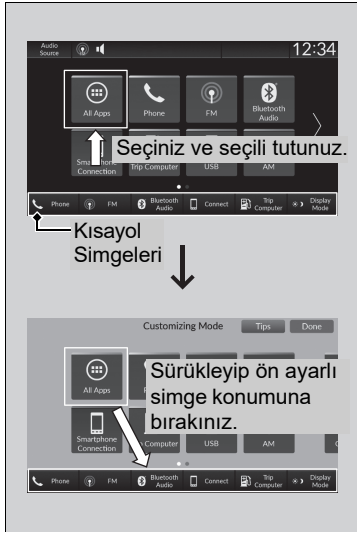 Audio
Source
12:34
All Apps
Phone
FM
Bluetooth
Audio
Seçiniz ve seçili tutunuz.
Smartphone
Connection
Trip Computer
USB
AM
Phone
FM
Bluetooth
Audio
Connect
Trip
Computer
Display
Mode
Kısayol
Simgeleri
Customizing Mode
Tips
Done
All Apps
Sürükleyip ön ayarlı
simge konumuna
bırakınız.
Smartphone
Connection
Computer
USB
AM
Phone
FM
Bluetooth
Audio
Connect
Trip
Computer
Display
Mode